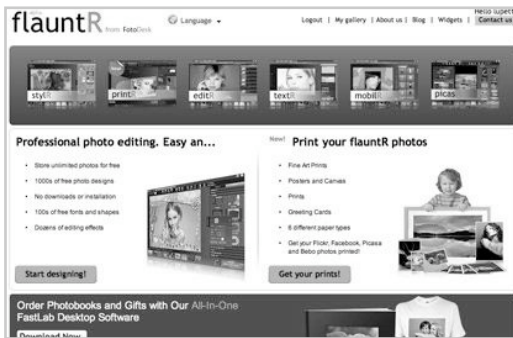 Hello lupett
flauntR from FotoDesk
Language
Logout | My gallery | About us | Blog | Widgets | Contact us
stylR
printR
editR
textR
mobilR
picas
Professional photo editing. Easy an...
• Store unlimited photos for free
• 1000s of free photo designs
• No downloads or installation
• 100s of free fonts and shapes
• Dozens of editing effects
Start designing!
New! Print your flauntR photos
• Fine Art Prints
• Posters and Canvas
• Prints
• Greeting Cards
• 6 different paper types
• Get your Flickr, Facebook, Picasa
and Bebo photos printed!
Get your prints!
Order Photobooks and Gifts with Our All-In-One
FastLab Desktop Software
Download Now